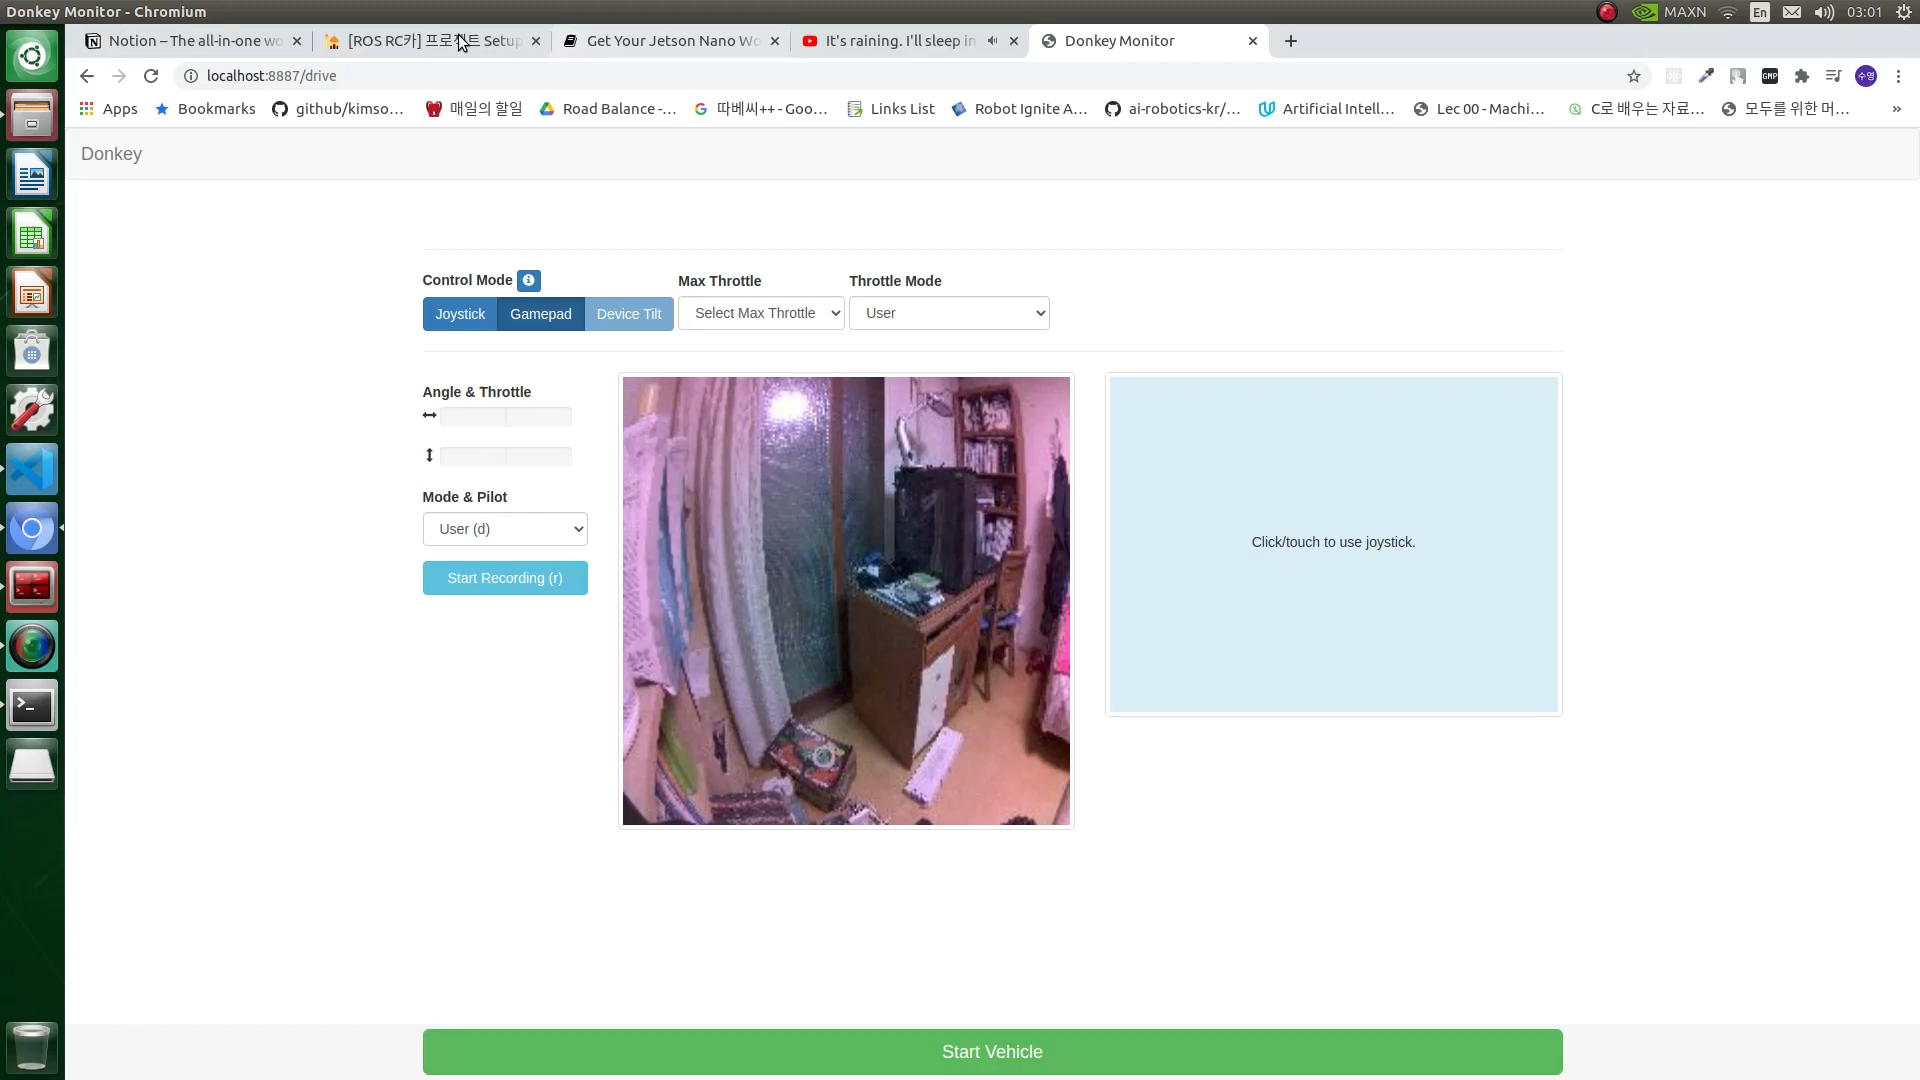 Donkey Monitor - Chromium
MAXN
En
03:01
Notion – The all-in-one wo
[ROS RC카] 프로젝트 Setup
Get Your Jetson Nano Wo
It's raining. I'll sleep in
Donkey Monitor
localhost:8887/drive
GMP
수영
Apps
Bookmarks
github/kimso...
매일의 할일
Road Balance -...
따베씨++ - Goo...
Links List
Robot Ignite A...
ai-robotics-kr/...
Artificial Intell...
Lec 00 - Machi...
C로 배우는 자료...
모두를 위한 머...
»
Donkey
Control Mode
Max Throttle
Throttle Mode
Joystick
Gamepad
Device Tilt
Select Max Throttle
User
Angle & Throttle
Mode & Pilot
User (d)
Start Recording (r)
Click/touch to use joystick.
Start Vehicle